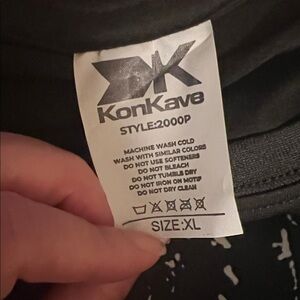 KonKave
STYLE:2000P
MACHINE WASH COLD
WASH WITH SIMILAR COLORS
DO NOT USE SOFTENERS
DO NOT BLEACH
DO NOT TUMBLE DRY
DO NOT IRON ON MOTIF
DO NOT DRY CLEAN
SIZE:XL